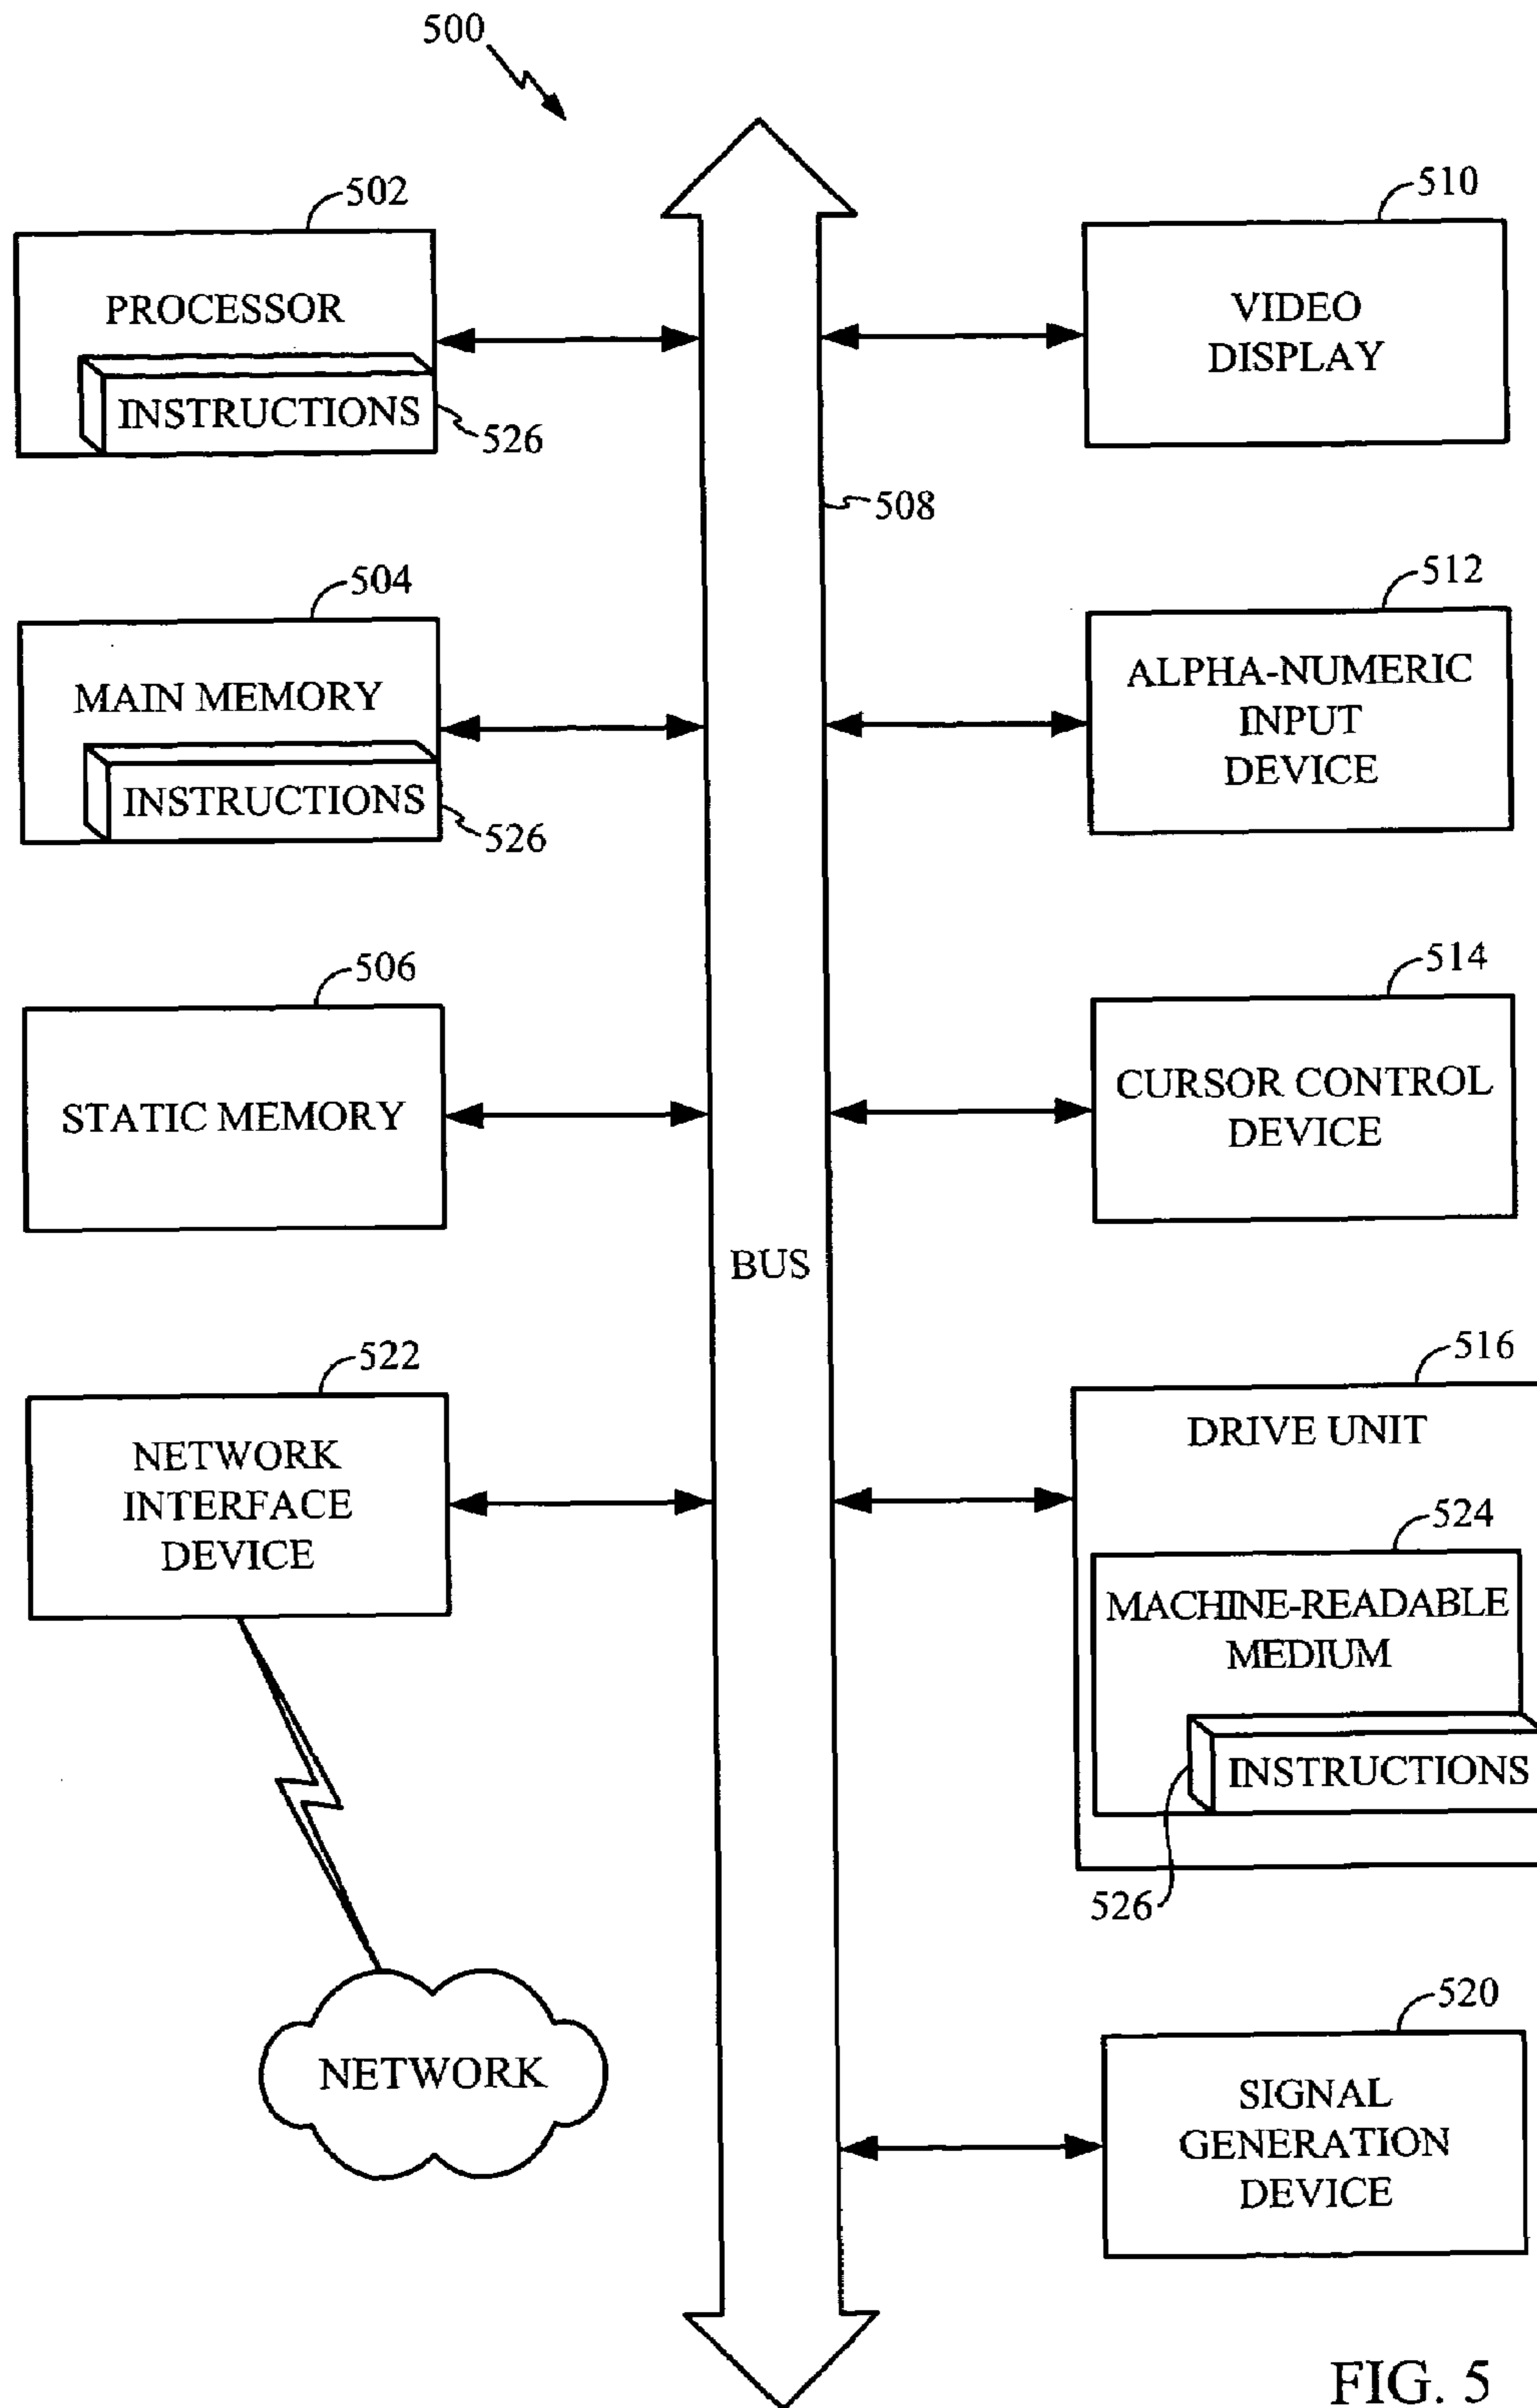 500
502
PROCESSOR
INSTRUCTIONS
526
504
MAIN MEMORY
INSTRUCTIONS
526
506
STATIC MEMORY
522
NETWORK
INTERFACE
DEVICE
NETWORK
508
BUS
510
VIDEO
DISPLAY
512
ALPHA-NUMERIC
INPUT
DEVICE
514
CURSOR CONTROL
DEVICE
516
DRIVE UNIT
524
MACHINE-READABLE
MEDIUM
INSTRUCTIONS
526
520
SIGNAL
GENERATION
DEVICE
FIG. 5